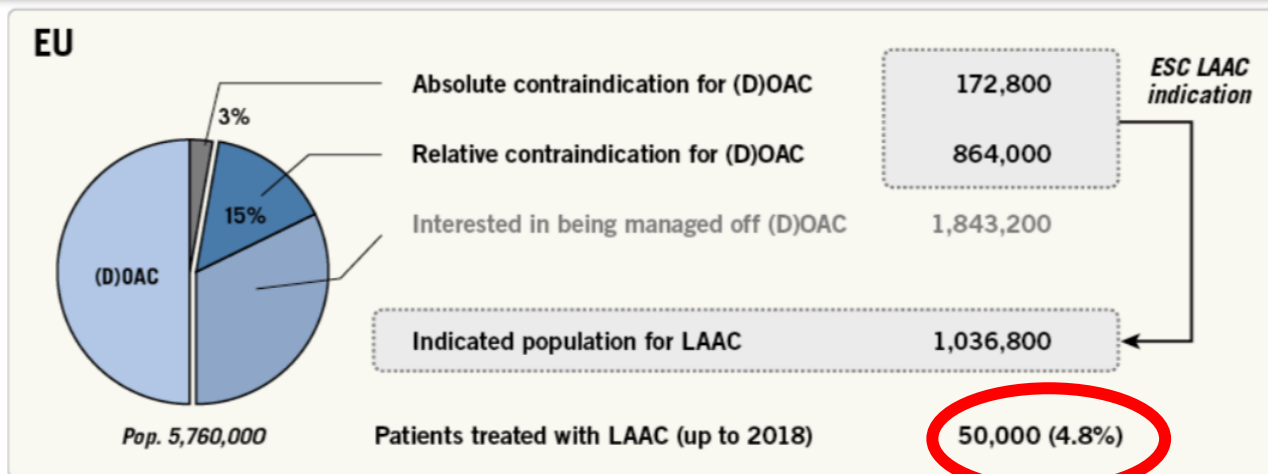 EU
Absolute contraindication for (D)OAC 172,800
ESC LAAC
indication
3%
Relative contraindication for (D)OAC 864,000
15%
Interested in being managed off (D)OAC 1,843,200
(D)OAC
Indicated population for LAAC 1,036,800
Pop. 5,760,000 Patients treated with LAAC (up to 2018) 50,000 (4.8%)